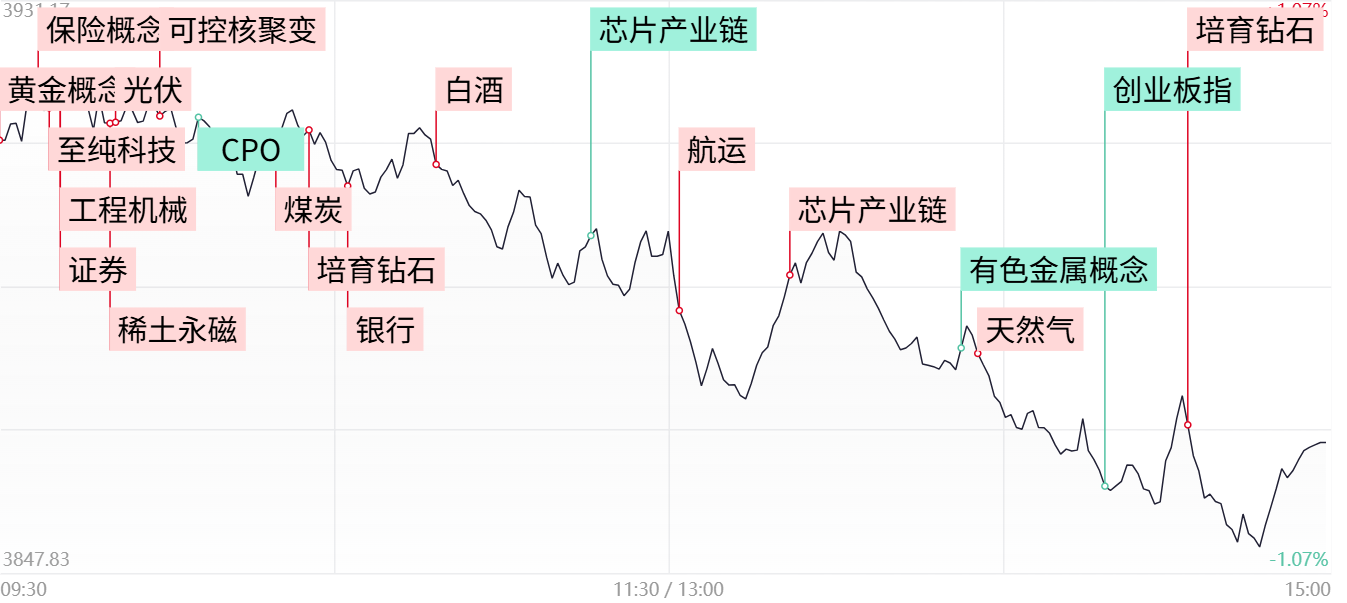 3931.17
1.07%
保险概念
可控核聚变
芯片产业链
培育钻石
黄金概念
光伏
白酒
创业板指
至纯科技
CPO
航运
工程机械
煤炭
芯片产业链
证券
培育钻石
有色金属概念
稀土永磁
银行
天然气
3847.83
-1.07%
09:30
11:30 / 13:00
15:00